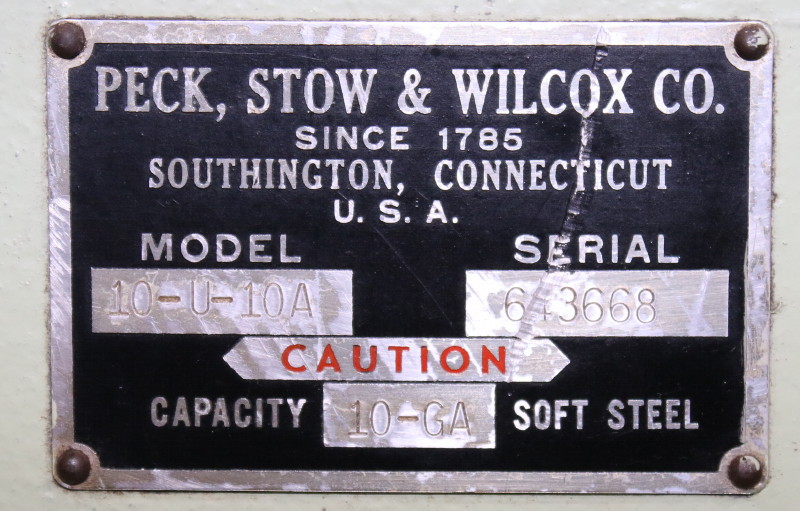 PECK, STOW & WILCOX CO.
SINCE 1785
SOUTHINGTON, CONNECTICUT
U. S. A.
MODEL SERIAL
10-U-10A
CAUTION
CAPACITY 10-GA SOFT STEEL